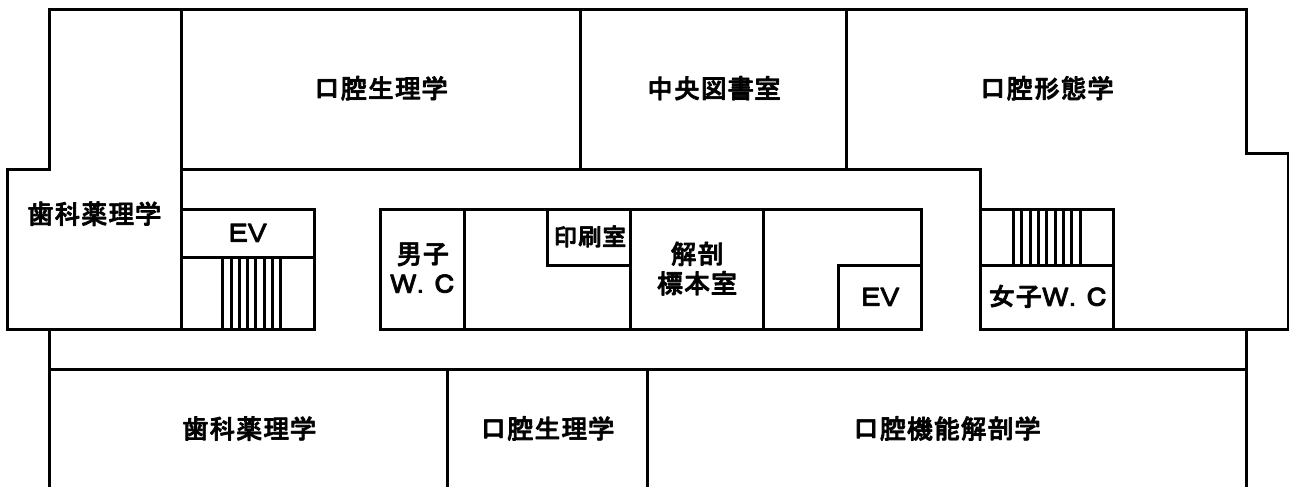 口腔生理学
中央図書室
口腔形態学
歯科薬理学
EV
男子
W.C
印刷室
解剖
標本室
EV
女子W.C
歯科薬理学
口腔生理学
口腔機能解剖学